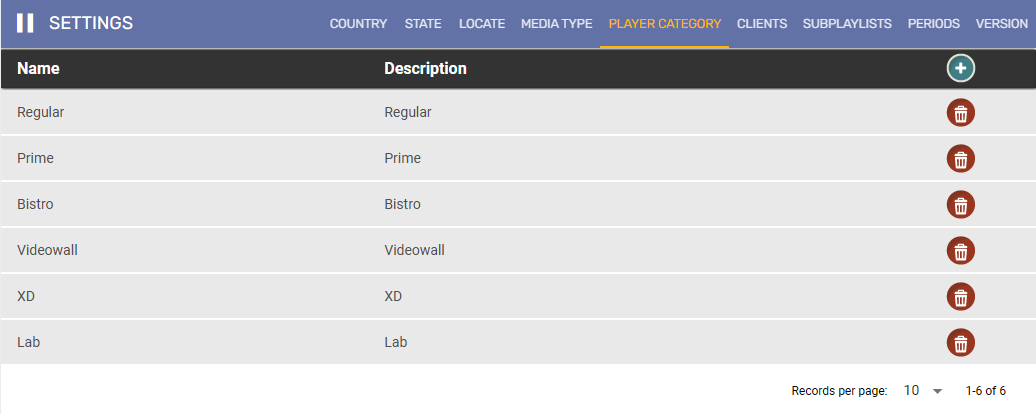 SETTINGS COUNTRY STATE LOCATE MEDIA TYPE PLAYER CATEGORY CLIENTS SUBPLAYLISTS PERIODS VERSION
Name Description
Regular Regular
Prime Prime
Bistro Bistro
Videowall Videowall
XD XD
Lab Lab
Records per page: 10 1-6 of 6